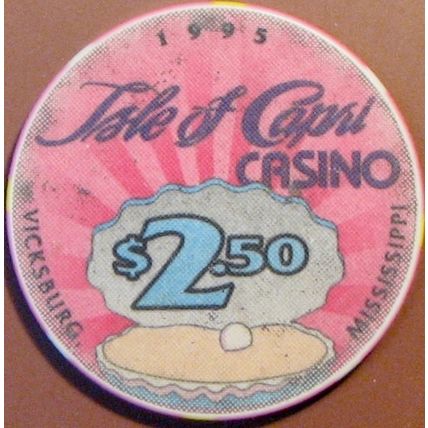 1995
Isle of Capri
CASINO
$2.50
VICKSBURG,
MISSISSIPPI